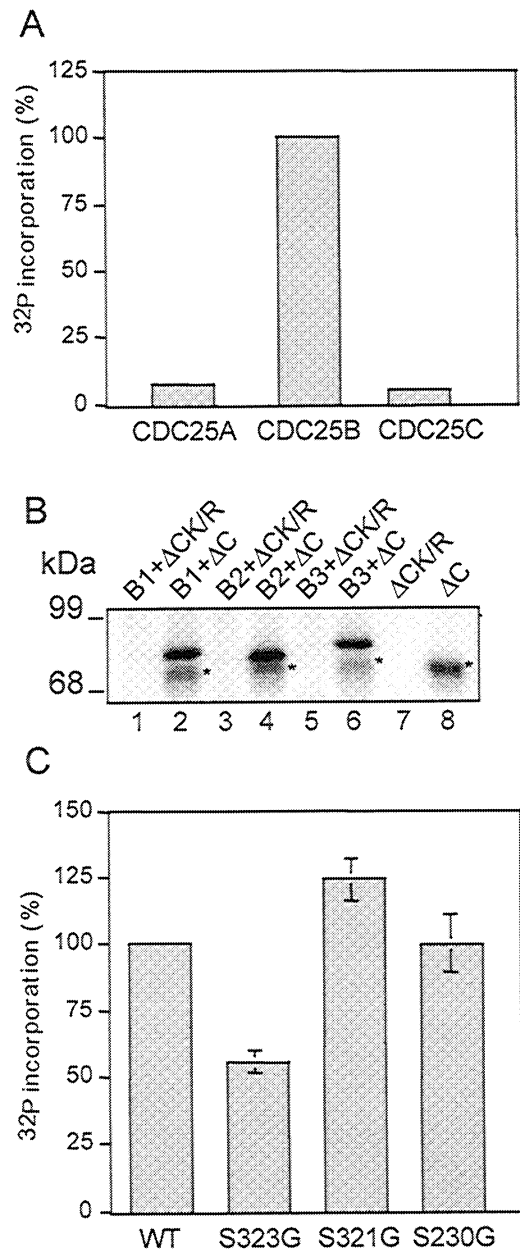 A
32P incorporation (%)
125
100
75
50
25
0
CDC25A CDC25B CDC25C
B
kDa
B1+ΔCK/R
B1+ΔC
B2+ΔCK/R
B2+ΔC
B3+ΔCK/R
B3+ΔC
ΔCK/R
ΔC
99
68
* * * *
1 2 3 4 5 6 7 8
C
32P incorporation (%)
150
125
100
75
50
25
0
WT S323G S321G S230G